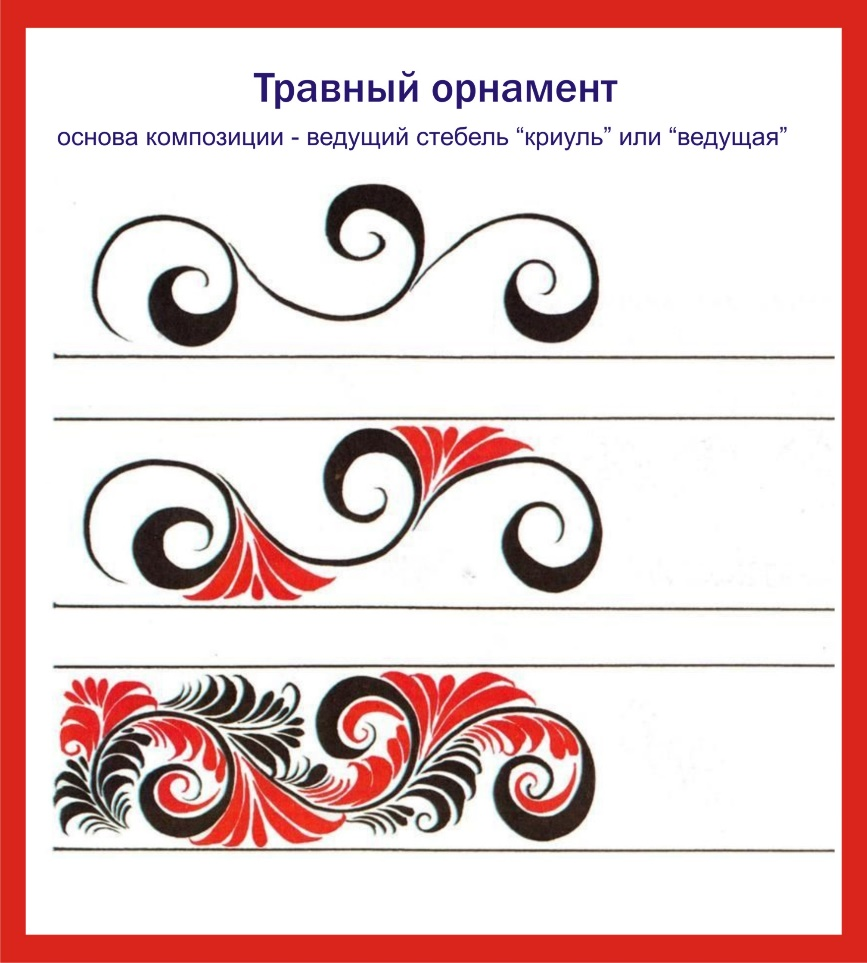 Травный орнамент
основа композиции - ведущий стебель “криуль” или “ведущая”